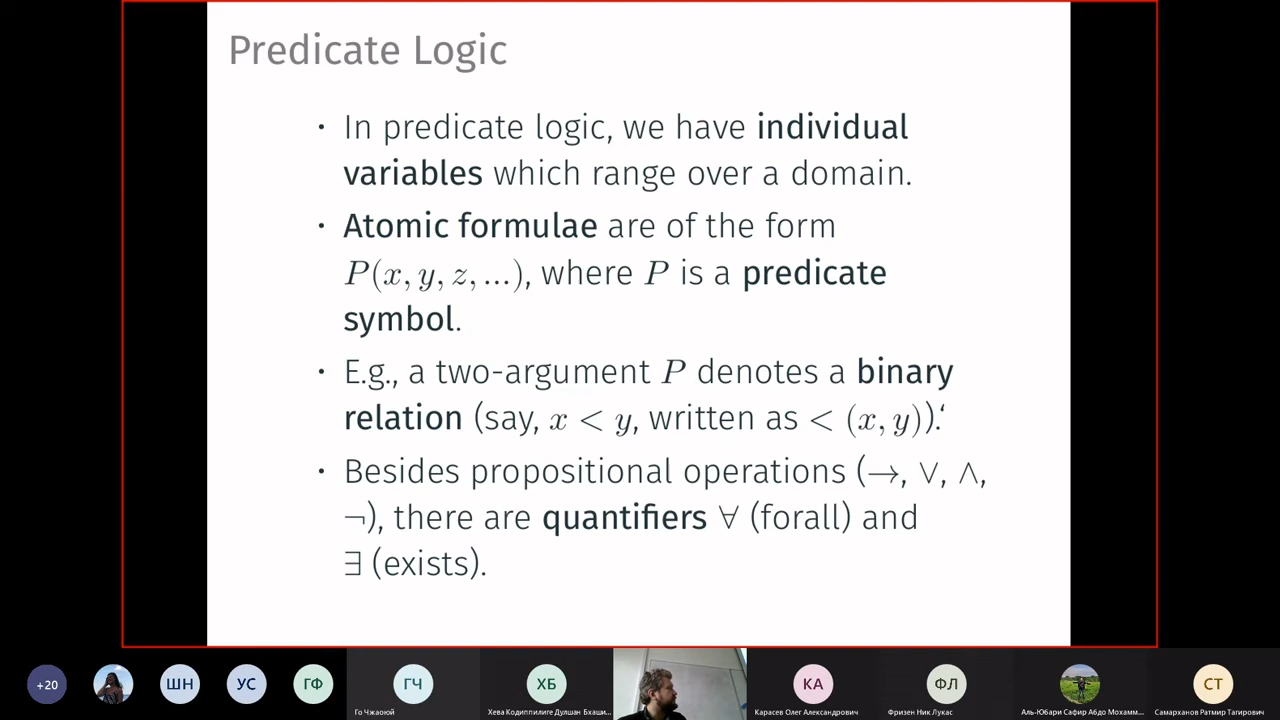 Predicate Logic
· In predicate logic, we have individual
variables which range over a domain.
· Atomic formulae are of the form
P(x, y, z, ...), where P is a predicate
symbol.
· E.g., a two-argument P denotes a binary
relation (say, x < y, written as < (x, y)).‘
· Besides propositional operations (→, ∨, ∧,
¬), there are quantifiers ∀ (forall) and
∃ (exists).
+20 ШН УС ГФ ГЧ ХБ КА ФЛ СТ
Го Чжаоюй Хева Кодиппилиге Дулшан Бхаши... Карасев Олег Александрович Фризен Ник Лукас Аль-Юбари Сафир Абдо Мохамм... Самарханов Ратмир Тагирович